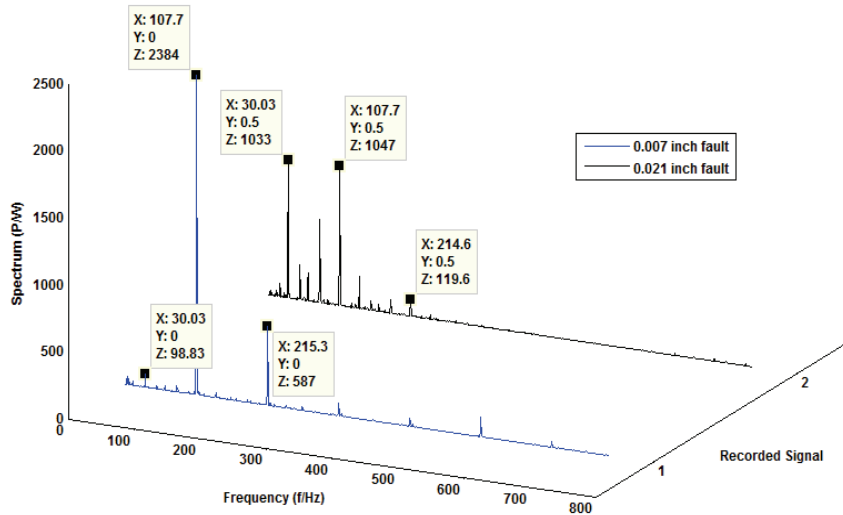 X: 107.7
Y: 0
Z: 2384
X: 30.03
Y: 0.5
Z: 1033
X: 107.7
Y: 0.5
Z: 1047
0.007 inch fault
0.021 inch fault
X: 214.6
Y: 0.5
Z: 119.6
X: 30.03
Y: 0
Z: 98.83
X: 215.3
Y: 0
Z: 587
2500
2000
1500
1000
500
0
Spectrum (P/W)
0
100
200
300
400
500
600
700
800
Frequency (f/Hz)
1
2
Recorded Signal